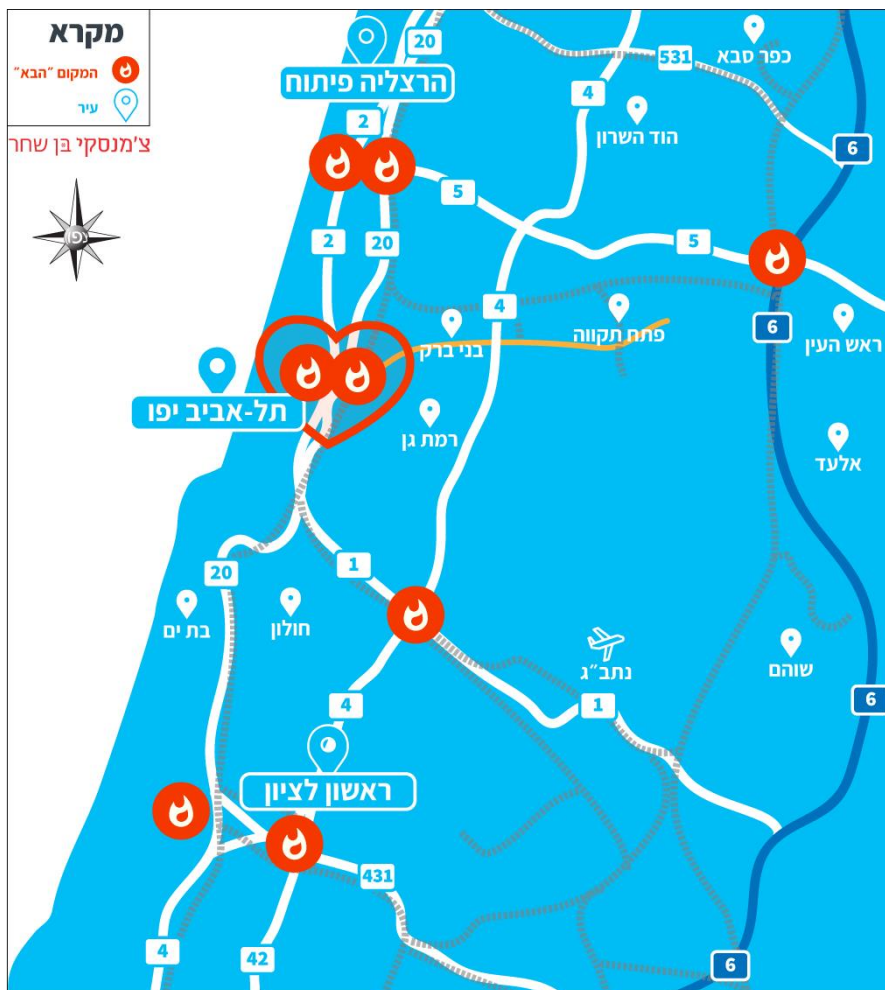 מקרא
המקום "הבא"
עיר
צ'מנסקי בן שחר
צפון
20
הרצליה פיתוח
531
כפר סבא
4
הוד השרון
2
6
5
2
20
5
4
6
בני ברק
פתח תקווה
ראש העין
תל-אביב יפו
רמת גן
אלעד
1
20
בת ים
חולון
נתב"ג
שוהם
4
1
6
ראשון לציון
431
4
42
6